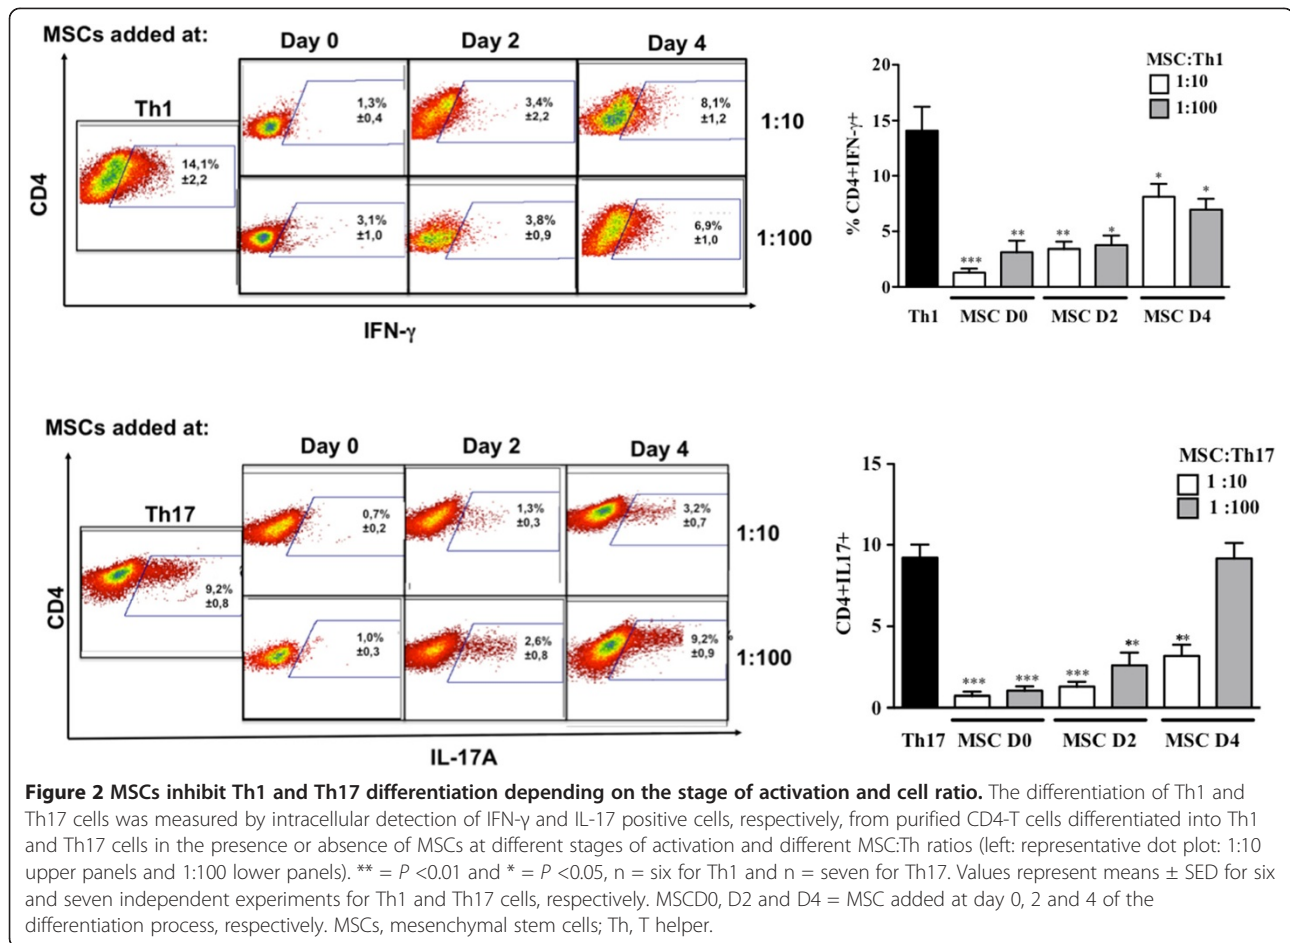 MSCs added at:
Day 0
Day 2
Day 4
Th1
14,1%
±2,2
1,3%
±0,4
3,4%
±2,2
8,1%
±1,2
1:10
3,1%
±1,0
3,8%
±0,9
6,9%
±1,0
1:100
CD4
IFN-γ
MSC:Th1
1:10
1:100
% CD4+IFN-γ+
20
15
10
5
0
***
**
**
*
*
*
Th1
MSC D0
MSC D2
MSC D4
MSCs added at:
Day 0
Day 2
Day 4
Th17
9,2%
±0,8
0,7%
±0,2
1,3%
±0,3
3,2%
±0,7
1:10
1,0%
±0,3
2,6%
±0,8
9,2%
±0,9
%
1:100
CD4
IL-17A
MSC:Th17
1 :10
1 :100
CD4+IL17+
15
10
5
0
***
***
***
**
**
Th17
MSC D0
MSC D2
MSC D4
Figure 2 MSCs inhibit Th1 and Th17 differentiation depending on the stage of activation and cell ratio. The differentiation of Th1 and
Th17 cells was measured by intracellular detection of IFN-γ and IL-17 positive cells, respectively, from purified CD4-T cells differentiated into Th1
and Th17 cells in the presence or absence of MSCs at different stages of activation and different MSC:Th ratios (left: representative dot plot: 1:10
upper panels and 1:100 lower panels). ** = P <0.01 and * = P <0.05, n = six for Th1 and n = seven for Th17. Values represent means ± SED for six
and seven independent experiments for Th1 and Th17 cells, respectively. MSCD0, D2 and D4 = MSC added at day 0, 2 and 4 of the
differentiation process, respectively. MSCs, mesenchymal stem cells; Th, T helper.